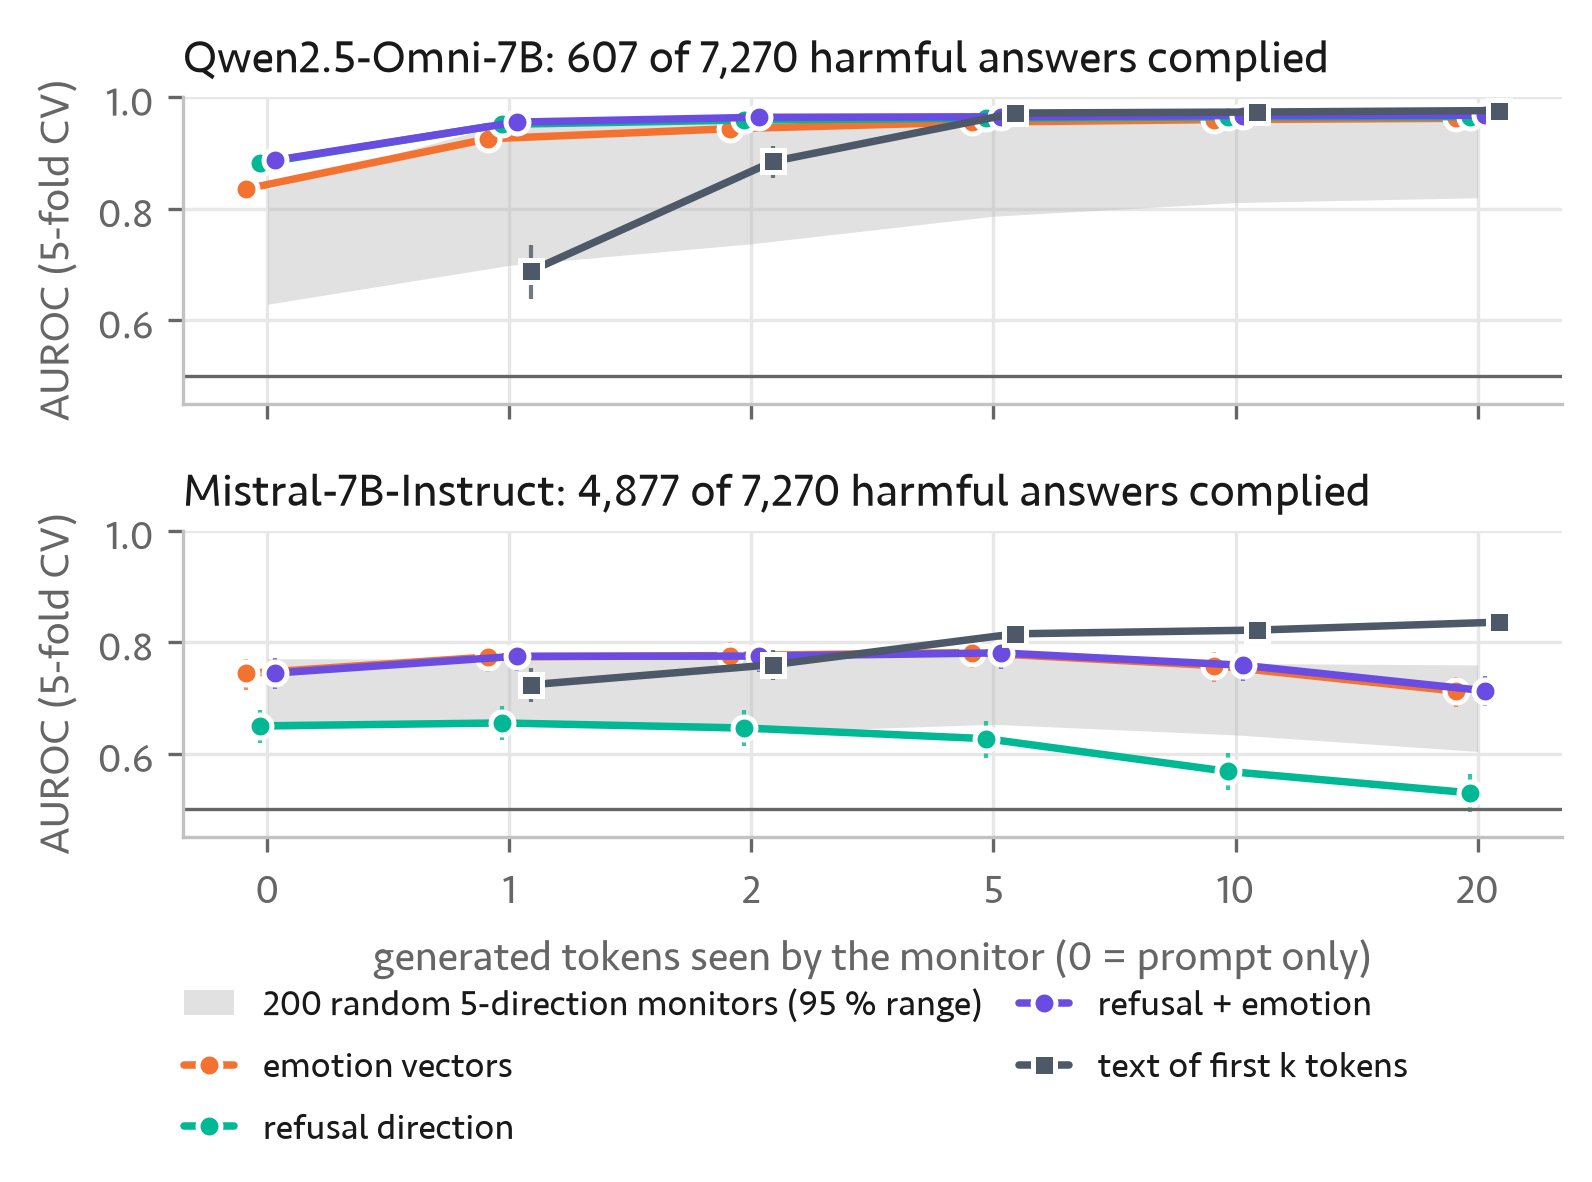 Qwen2.5-Omni-7B: 607 of 7,270 harmful answers complied
AUROC (5-fold CV)
1.0
0.8
0.6
Mistral-7B-Instruct: 4,877 of 7,270 harmful answers complied
AUROC (5-fold CV)
1.0
0.8
0.6
0 1 2 5 10 20
generated tokens seen by the monitor (0 = prompt only)
200 random 5-direction monitors (95 % range)
emotion vectors
refusal direction
refusal + emotion
text of first k tokens